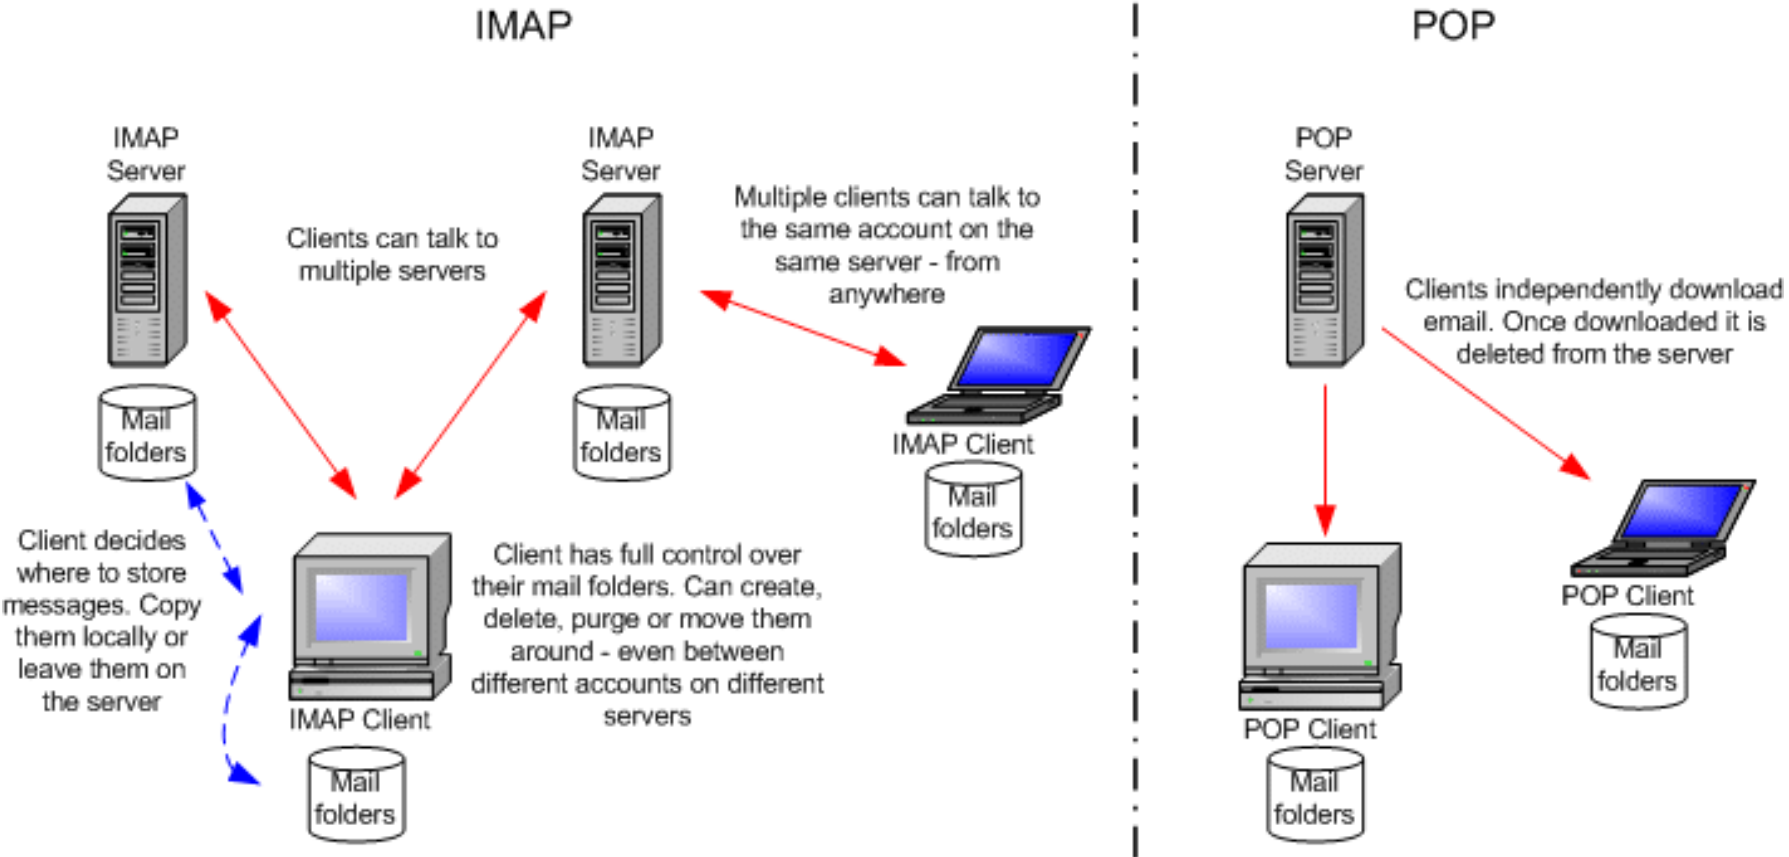 IMAP
POP
IMAP
Server
IMAP
Server
Clients can talk to
multiple servers
Multiple clients can talk to
the same account on the
same server - from
anywhere
Mail
folders
Mail
folders
IMAP Client
Mail
folders
Client decides
where to store
messages. Copy
them locally or
leave them on
the server
Client has full control over
their mail folders. Can create,
delete, purge or move them
around - even between
different accounts on different
servers
IMAP Client
Mail
folders
POP
Server
Clients independently download
email. Once downloaded it is
deleted from the server
POP Client
Mail
folders
POP Client
Mail
folders